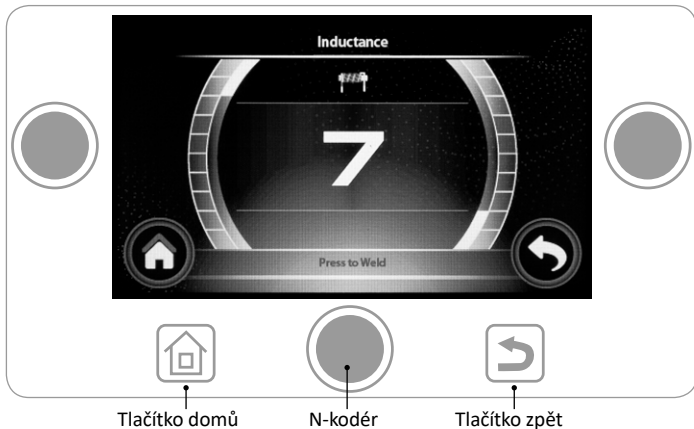 Inductance
7
Press to Weld
Tlačítko domů
N-kodér
Tlačítko zpět